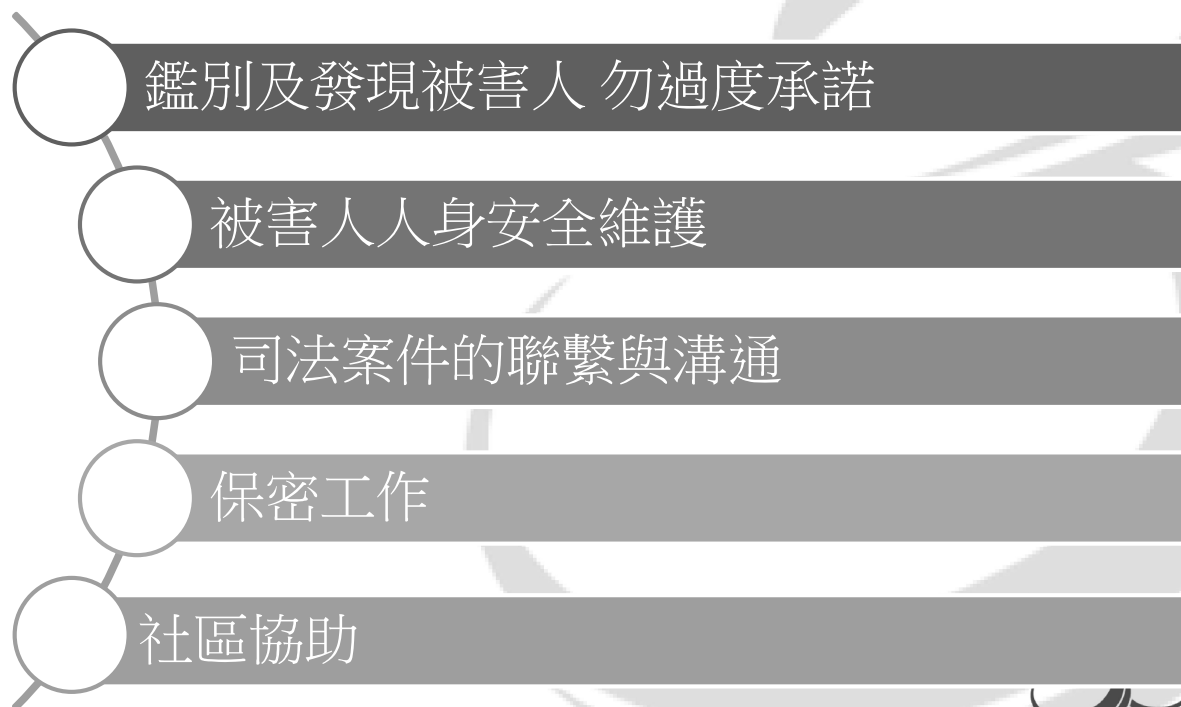 鑑別及發現被害人 勿過度承諾
被害人人身安全維護
司法案件的聯繫與溝通
保密工作
社區協助